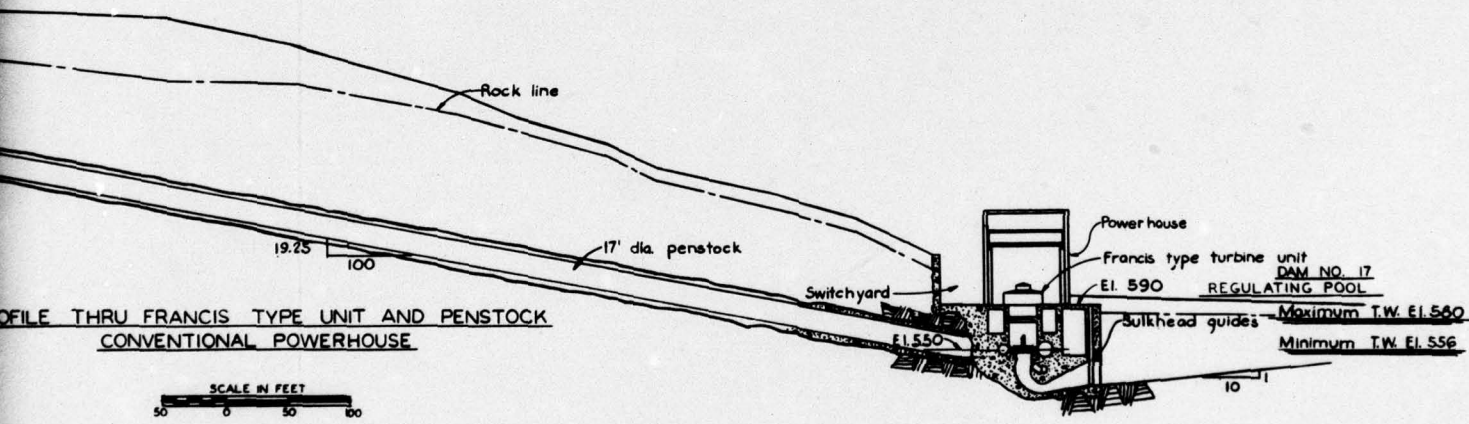 Rock line
19.25
100
17' dia. penstock
Switchyard
Powerhouse
Francis type turbine unit
DAM NO. 17
REGULATING POOL
El. 590
Maximum T.W. El. 580
Bulkhead guides
Minimum T.W. El. 556
El. 550
10
1
OFILE THRU FRANCIS TYPE UNIT AND PENSTOCK
CONVENTIONAL POWERHOUSE
SCALE IN FEET
50 0 50 100